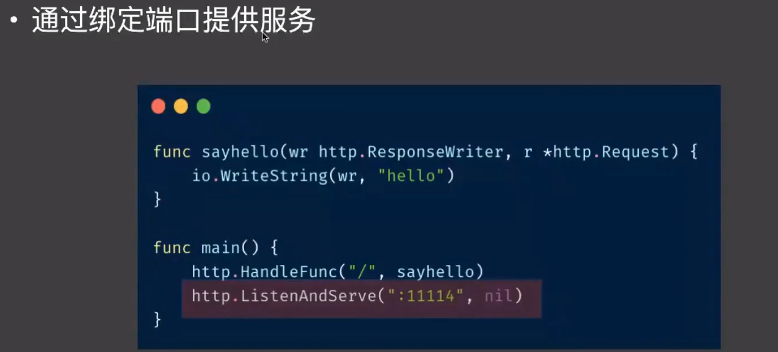 • 通过绑定端口提供服务
func sayhello(wr http.ResponseWriter, r *http.Request) {
    io.WriteString(wr, "hello")
}
func main() {
    http.HandleFunc("/", sayhello)
    http.ListenAndServe(":11114", nil)
}